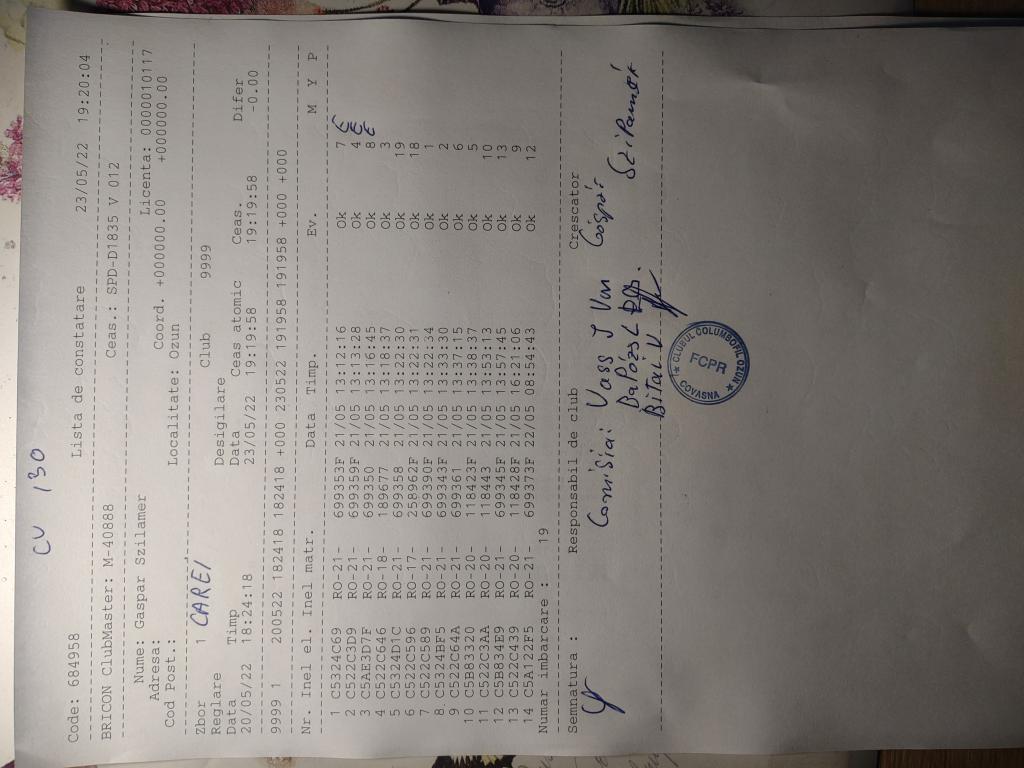 CU 130
Code: 684958 Lista de constatare 23/05/22 19:20:04
BRICON ClubMaster: M-40888 Ceas.: SPD-D1835 V 012
Nume: Gaspar Szilamer Licenta: 0000010117
Adresa: Coord. +000000.00 +0000000.00
Cod Post.: Localitate: Ozun
Zbor 1 CAREI Club 9999
Reglare Desigilare
Data Timp Data Ceas atomic Ceas. Difer
20/05/22 18:24:18 23/05/22 19:19:58 19:19:58 -0.00
9999 1 200522 182418 182418 +000 230522 191958 191958 +000 +000
Nr. Inel el. Inel matr. Data Timp. Ev. M Y P
1 C5324C69 RO-21- 699353F 21/05 13:12:16 Ok 7
2 C522C3D9 RO-21- 699359F 21/05 13:13:28 Ok 4
3 C5AB3D7F RO-21- 699350 21/05 13:16:45 Ok 8
4 C522C646 RO-18- 189677 21/05 13:18:37 Ok 3
5 C5324D1C RO-21 699358 21/05 13:22:30 Ok 19
6 C522C596 RO-17- 258962F 21/05 13:22:31 Ok 18
7 C522C589 RO-21 699390F 21/05 13:22:34 Ok 1
8 C5324BF5 RO-21- 699343F 21/05 13:33:30 Ok 2
9 C522C64A RO-21 699361 21/05 13:37:15 Ok 6
10 C5B83320 RO-20- 118423F 21/05 13:38:37 Ok 5
11 C522C3AA RO-20- 118443 21/05 13:53:13 Ok 10
12 C5B834E9 RO-21- 699345F 21/05 13:57:45 Ok 13
13 C522C439 RO-20- 118428F 21/05 16:21:06 Ok 9
14 C5A122F5 RO-21- 699373F 22/05 08:54:43 Ok 12
Numar imbarcare : 19
Semnatura : Responsabil de club Crescator
Comisia: Vass J Van Gáspár Szilamér
Balázs L
Bitai V
CLUBUL COLUMBOFIL OZUN
FCPR
COVASNA